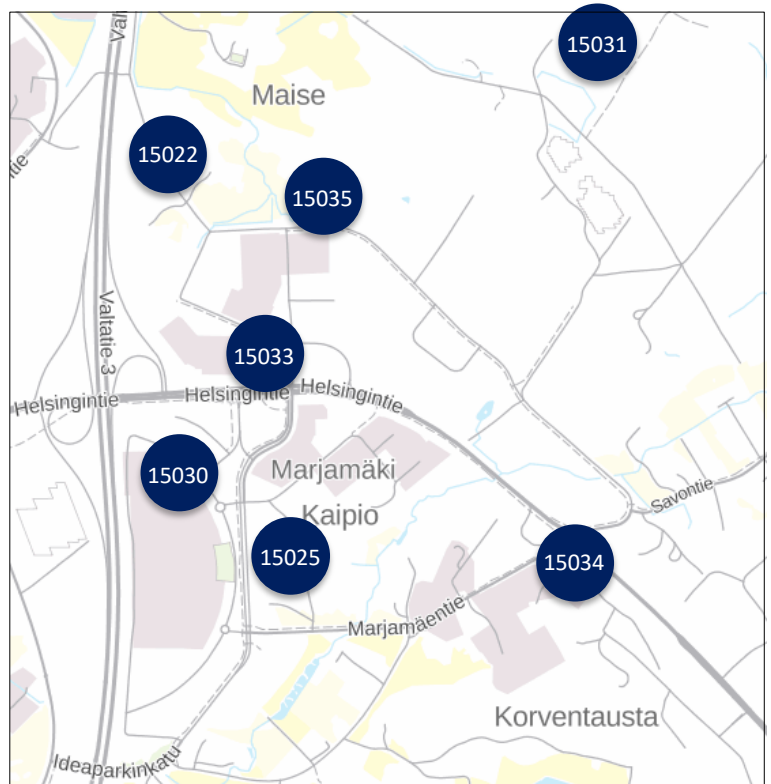 15031
Maise
15022
15035
Valtatie 3
15033
Helsingintie
Helsingintie
Helsingintie
15030
Marjamäki
Kaipio
Savontie
15025
15034
Marjamäentie
Korventausta
Ideaparkinkatu